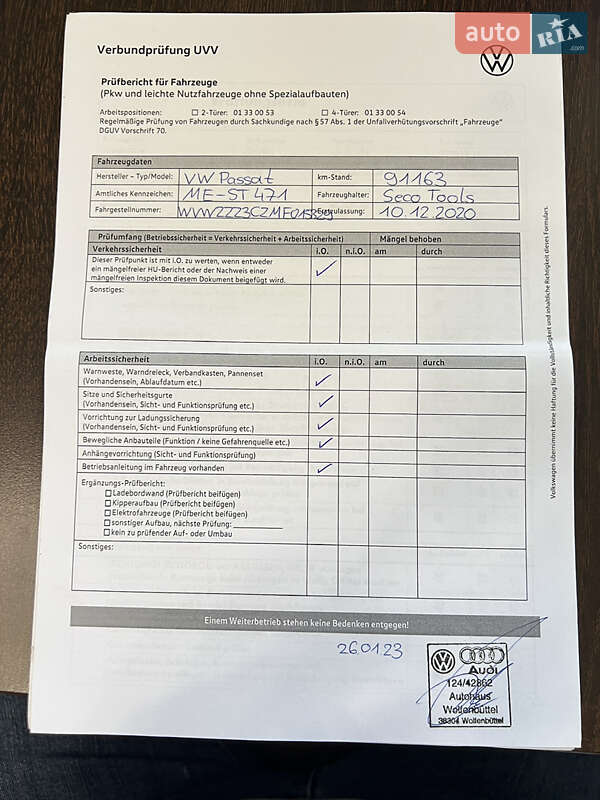 auto RIA .com
Verbundprüfung UVV
Prüfbericht für Fahrzeuge
(Pkw und leichte Nutzfahrzeuge ohne Spezialaufbauten)
Arbeitspositionen: 2-Türer: 01 33 00 53 4-Türer: 01 33 00 54
Regelmäßige Prüfung von Fahrzeugen durch Sachkundige nach § 57 Abs. 1 der Unfallverhütungsvorschrift „Fahrzeuge"
DGUV Vorschrift 70.
Fahrzeugdaten
Hersteller – Typ/Model: VW Passat km-Stand: 91163
Amtliches Kennzeichen: ME-ST 471 Fahrzeughalter: Seco Tools
Fahrgestellnummer: Erstzulassung: 10.12.2020
Prüfumfang (Betriebssicherheit = Verkehrssicherheit + Arbeitssicherheit) Mängel behoben
Verkehrssicherheit i.O. n.i.O. am durch
Dieser Prüfpunkt ist mit i.O. zu werten, wenn entweder
ein mängelfreier HU-Bericht oder der Nachweis einer
mängelfreien Inspektion diesem Dokument beigefügt wird.
Sonstiges:
Arbeitssicherheit i.O. n.i.O. am durch
Warnweste, Warndreieck, Verbandkasten, Pannenset
(Vorhandensein, Ablaufdatum etc.)
Sitze und Sicherheitsgurte
(Vorhandensein, Sicht- und Funktionsprüfung etc.)
Vorrichtung zur Ladungssicherung
(Vorhandensein, Sicht- und Funktionsprüfung etc.)
Bewegliche Anbauteile (Funktion / keine Gefahrenquelle etc.)
Anhängevorrichtung (Sicht- und Funktionsprüfung)
Betriebsanleitung im Fahrzeug vorhanden
Ergänzungs-Prüfbericht:
Ladebordwand (Prüfbericht beifügen)
Kipperaufbau (Prüfbericht beifügen)
Elektrofahrzeuge (Prüfbericht beifügen)
sonstiger Aufbau, nächste Prüfung:
kein zu prüfender Auf- oder Umbau
Sonstiges:
Einem Weiterbetrieb stehen keine Bedenken entgegen!
26.01.23
Audi
124/42862
Autohaus
Wolfenbüttel
38304 Wolfenbüttel
Volkswagen übernimmt keine Haftung für die Vollständigkeit und inhaltliche Richtigkeit dieses Formulars.